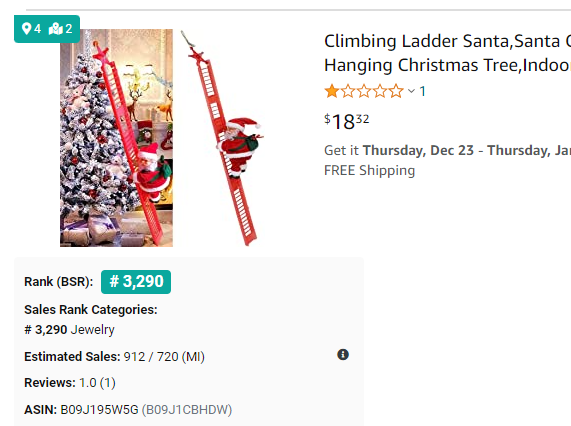 4 2
Climbing Ladder Santa,Santa
Hanging Christmas Tree,Indoo
1
$18 32
Get it Thursday, Dec 23 - Thursday, Ja
FREE Shipping
Rank (BSR): # 3,290
Sales Rank Categories:
# 3,290 Jewelry
Estimated Sales: 912 / 720 (MI)
Reviews: 1.0 (1)
ASIN: B09J195W5G (B09J1CBHDW)